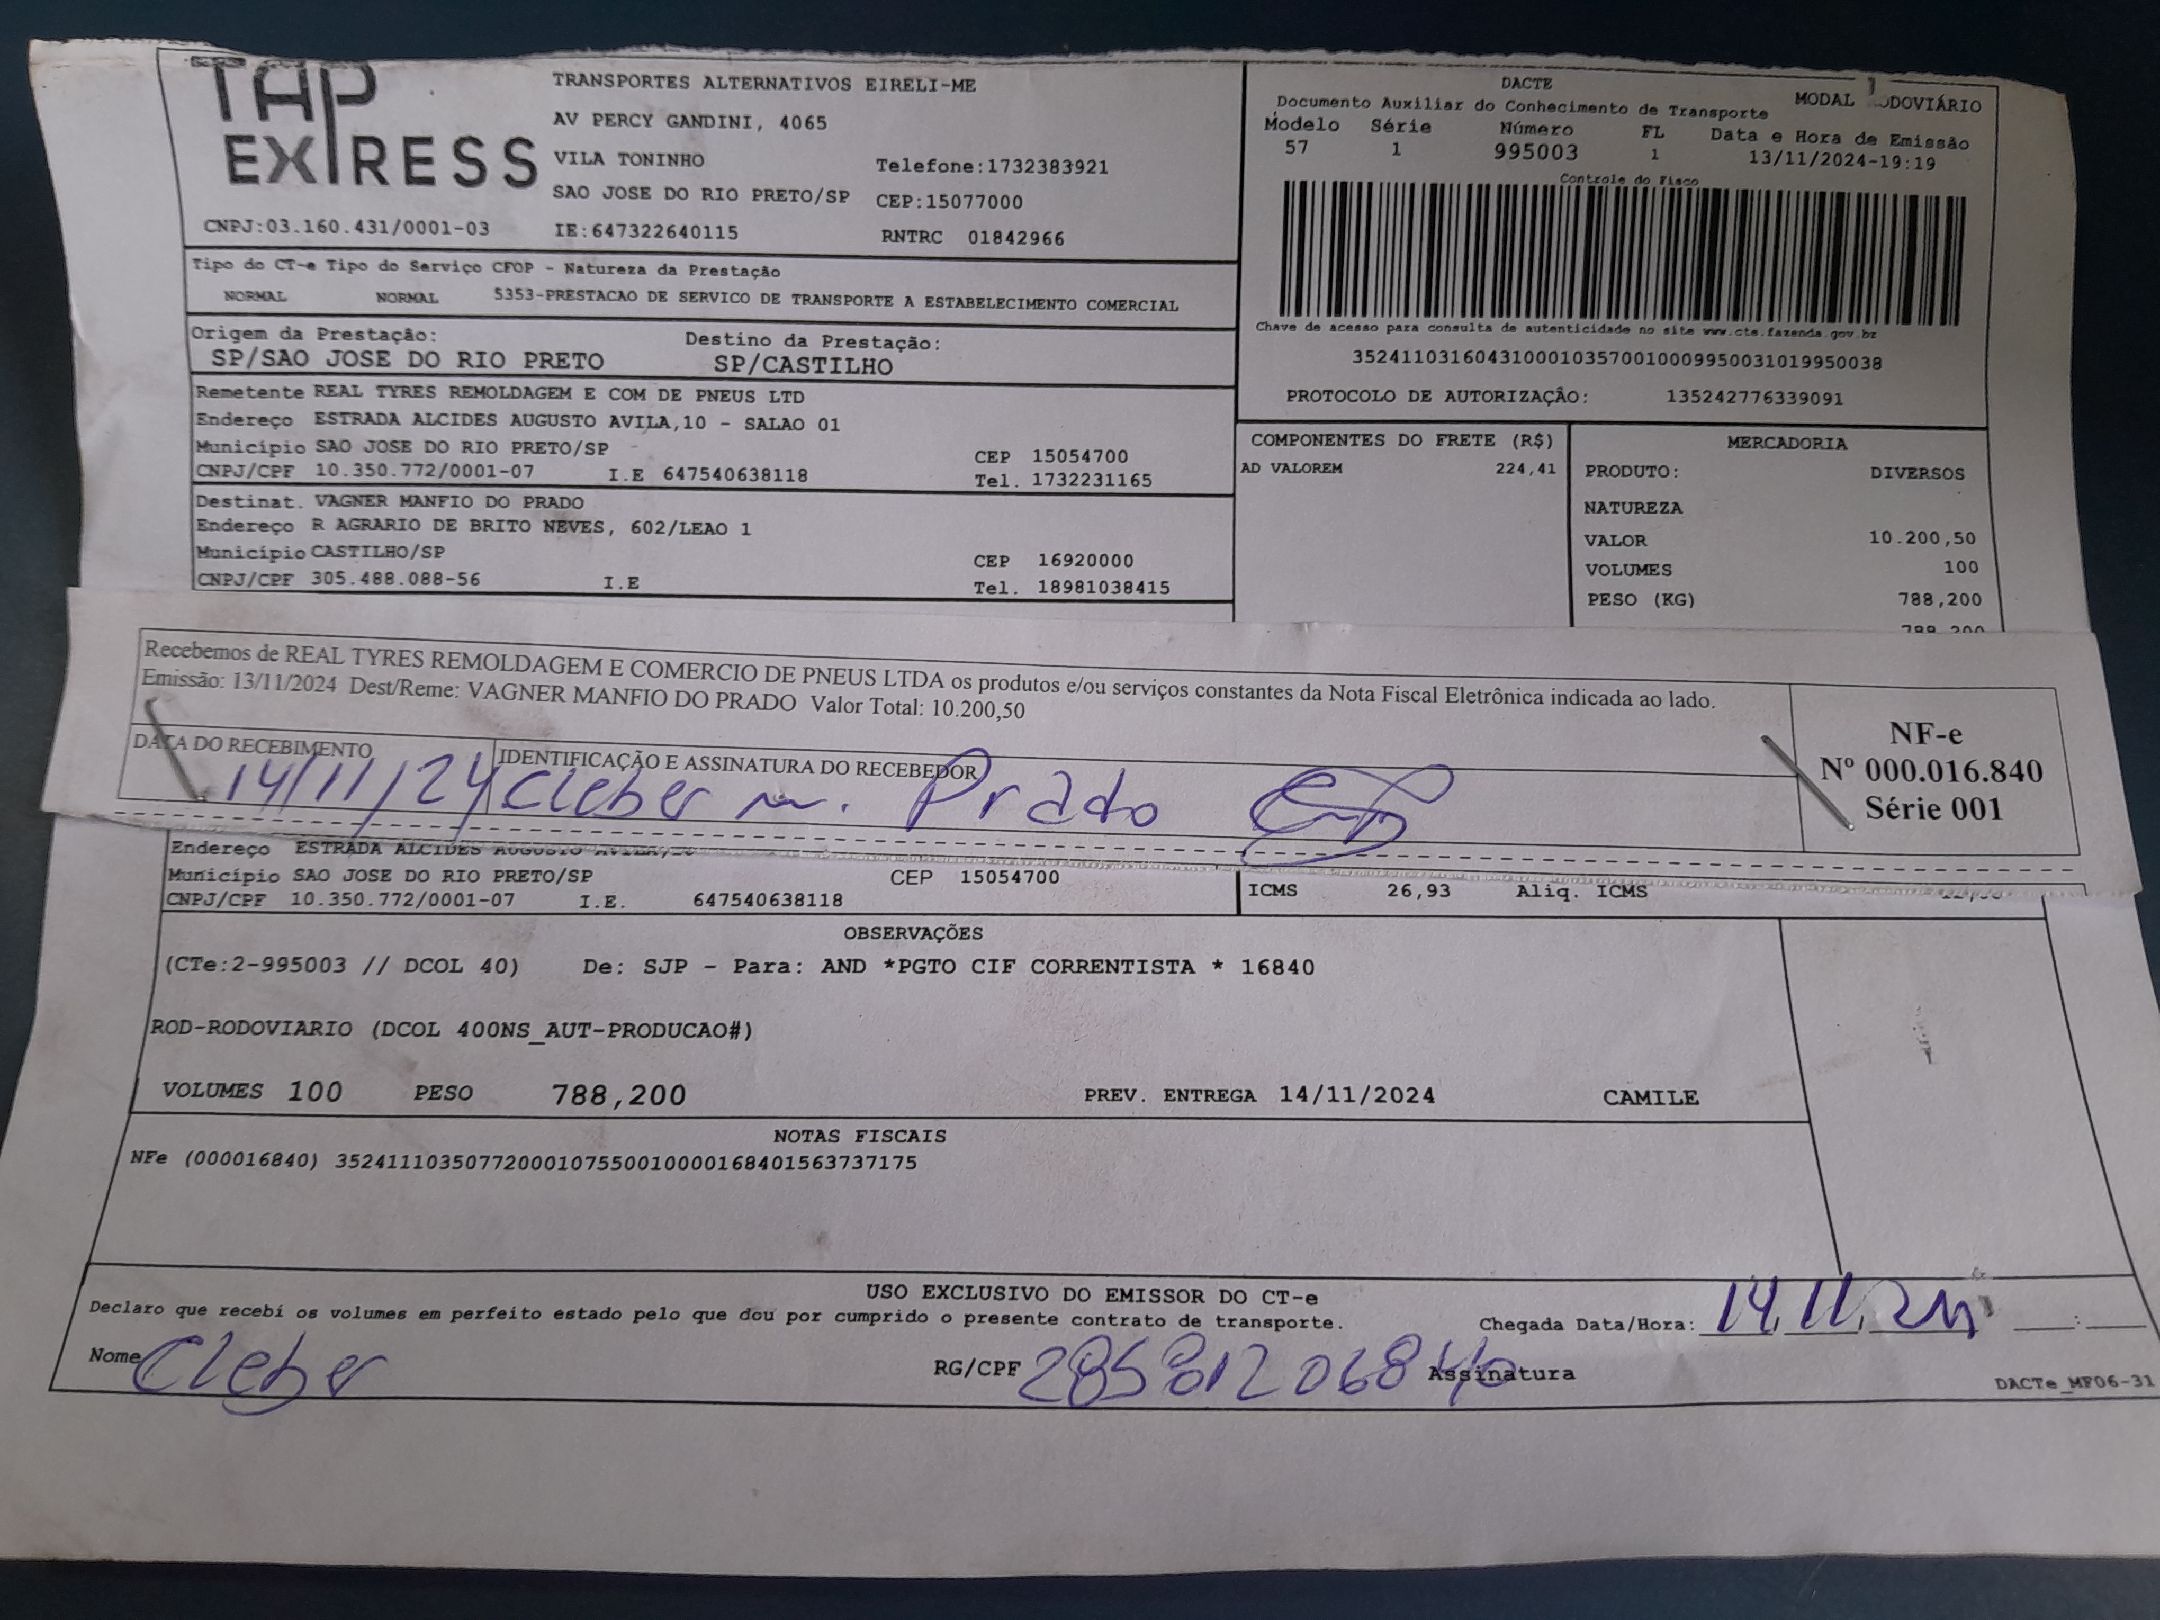 TAP EXPRESS
TRANSPORTES ALTERNATIVOS EIRELI-ME
AV PERCY GANDINI, 4065
VILA TONINHO
Telefone:1732383921
SAO JOSE DO RIO PRETO/SP CEP:15077000
CNPJ:03.160.431/0001-03 IE:647322640115 RNTRC 01842966
DACTE
Documento Auxiliar do Conhecimento de Transporte
MODAL
Modelo Série Número FL Data e Hora de Emissão
57 1 995003 1 13/11/2024-19:19
Controle do Fisco
Chave de acesso para consulta de autenticidade no site www.cte.fazenda.gov.bz
35241103160431000103570010009950031019950038
PROTOCOLO DE AUTORIZAÇÂO: 135242776339091
Tipo do CT-e Tipo do Serviço CFOP - Natureza da Prestação
NORMAL NORMAL 5353-PRESTACAO DE SERVICO DE TRANSPORTE A ESTABELECIMENTO COMERCIAL
Origem da Prestação: Destino da Prestação:
SP/SAO JOSE DO RIO PRETO SP/CASTILHO
Remetente REAL TYRES REMOLDAGEM E COM DE PNEUS LTD
Endereço ESTRADA ALCIDES AUGUSTO AVILA,10 - SALAO 01
Município SAO JOSE DO RIO PRETO/SP CEP 15054700
CNPJ/CPF 10.350.772/0001-07 I.E 647540638118 Tel. 1732231165
Destinat. VAGNER MANFIO DO PRADO
Endereço R AGRARIO DE BRITO NEVES, 602/LEAO 1
Município CASTILHO/SP CEP 16920000
CNPJ/CPF 305.488.088-56 I.E Tel. 18981038415
COMPONENTES DO FRETE (R$)
AD VALOREM 224,41
MERCADORIA
PRODUTO: DIVERSOS
NATUREZA
VALOR 10.200,50
VOLUMES 100
PESO (KG) 788,200
788,200
Recebemos de REAL TYRES REMOLDAGEM E COMERCIO DE PNEUS LTDA os produtos e/ou serviços constantes da Nota Fiscal Eletrônica indicada ao lado.
Emissão: 13/11/2024 Dest/Reme: VAGNER MANFIO DO PRADO Valor Total: 10.200,50
DATA DO RECEBIMENTO IDENTIFICAÇÃO E ASSINATURA DO RECEBEDOR
14/11/24 Cleber m. Prado
NF-e
Nº 000.016.840
Série 001
Endereço ESTRADA ALCIDES AUGUSTO AVILA,10
Município SAO JOSE DO RIO PRETO/SP CEP 15054700
CNPJ/CPF 10.350.772/0001-07 I.E. 647540638118
ICMS 26,93 Aliq. ICMS
OBSERVAÇÕES
(CTe:2-995003 // DCOL 40) De: SJP - Para: AND *PGTO CIF CORRENTISTA * 16840
ROD-RODOVIARIO (DCOL 400NS_AUT-PRODUCAO#)
VOLUMES 100 PESO 788,200 PREV. ENTREGA 14/11/2024 CAMILE
NOTAS FISCAIS
NFe (000016840) 35241110350772000107550010000168401563737175
USO EXCLUSIVO DO EMISSOR DO CT-e
Declaro que recebi os volumes em perfeito estado pelo que dou por cumprido o presente contrato de transporte. Chegada Data/Hora: 14.11.24 :
Nome Cleber RG/CPF Assinatura
DACTe_MF06-31